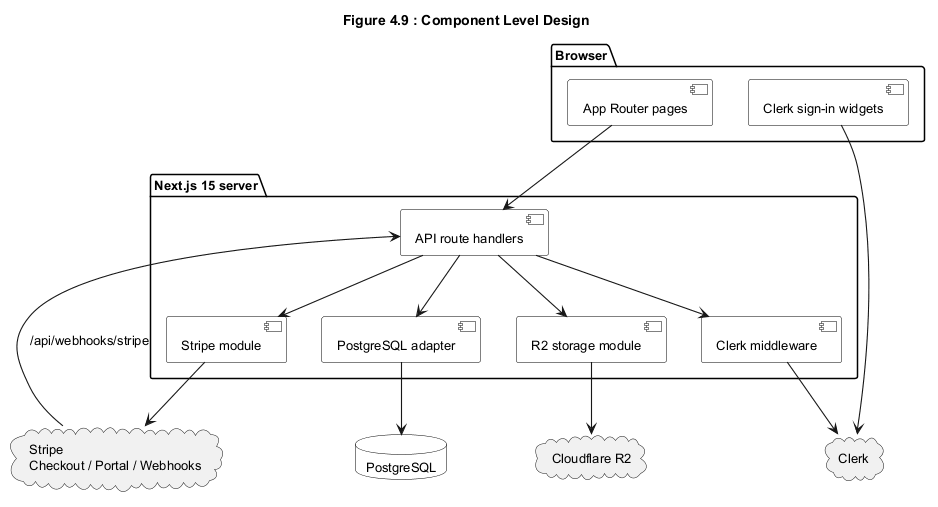 Figure 4.9 : Component Level Design
Browser
App Router pages
Clerk sign-in widgets
Next.js 15 server
API route handlers
/api/webhooks/stripe
Stripe module
PostgreSQL adapter
R2 storage module
Clerk middleware
Stripe
Checkout / Portal / Webhooks
PostgreSQL
Cloudflare R2
Clerk